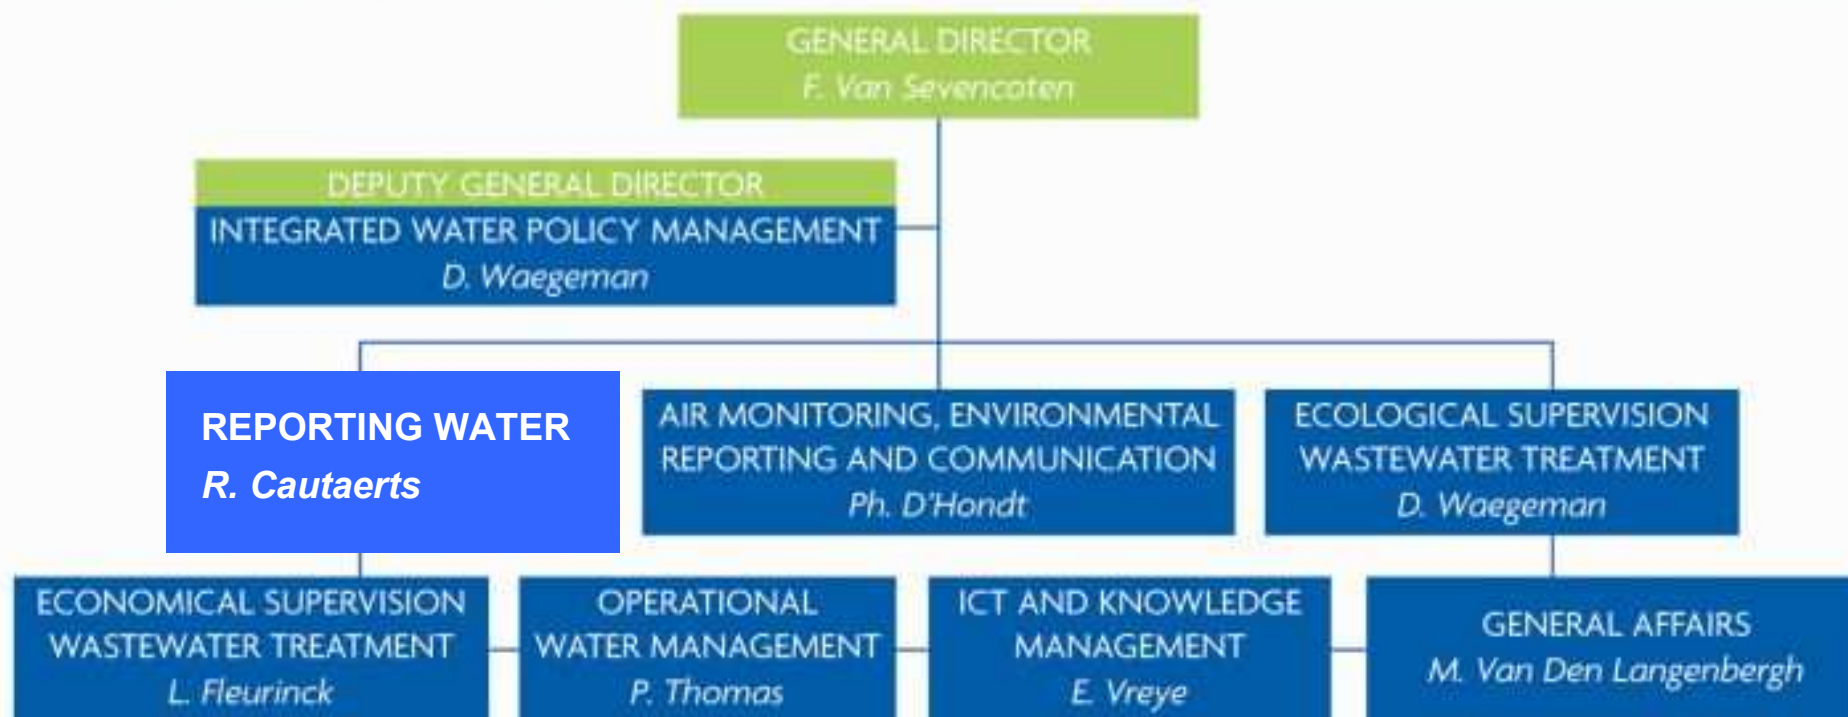 GENERAL DIRECTOR
F. Van Sevencoten
DEPUTY GENERAL DIRECTOR
INTEGRATED WATER POLICY MANAGEMENT
D. Waegeman
REPORTING WATER
R. Cautaerts
AIR MONITORING, ENVIRONMENTAL
REPORTING AND COMMUNICATION
Ph. D'Hondt
ECOLOGICAL SUPERVISION
WASTEWATER TREATMENT
D. Waegeman
ECONOMICAL SUPERVISION
WASTEWATER TREATMENT
L. Fleurinck
OPERATIONAL
WATER MANAGEMENT
P. Thomas
ICT AND KNOWLEDGE
MANAGEMENT
E. Vreye
GENERAL AFFAIRS
M. Van Den Langenbergh